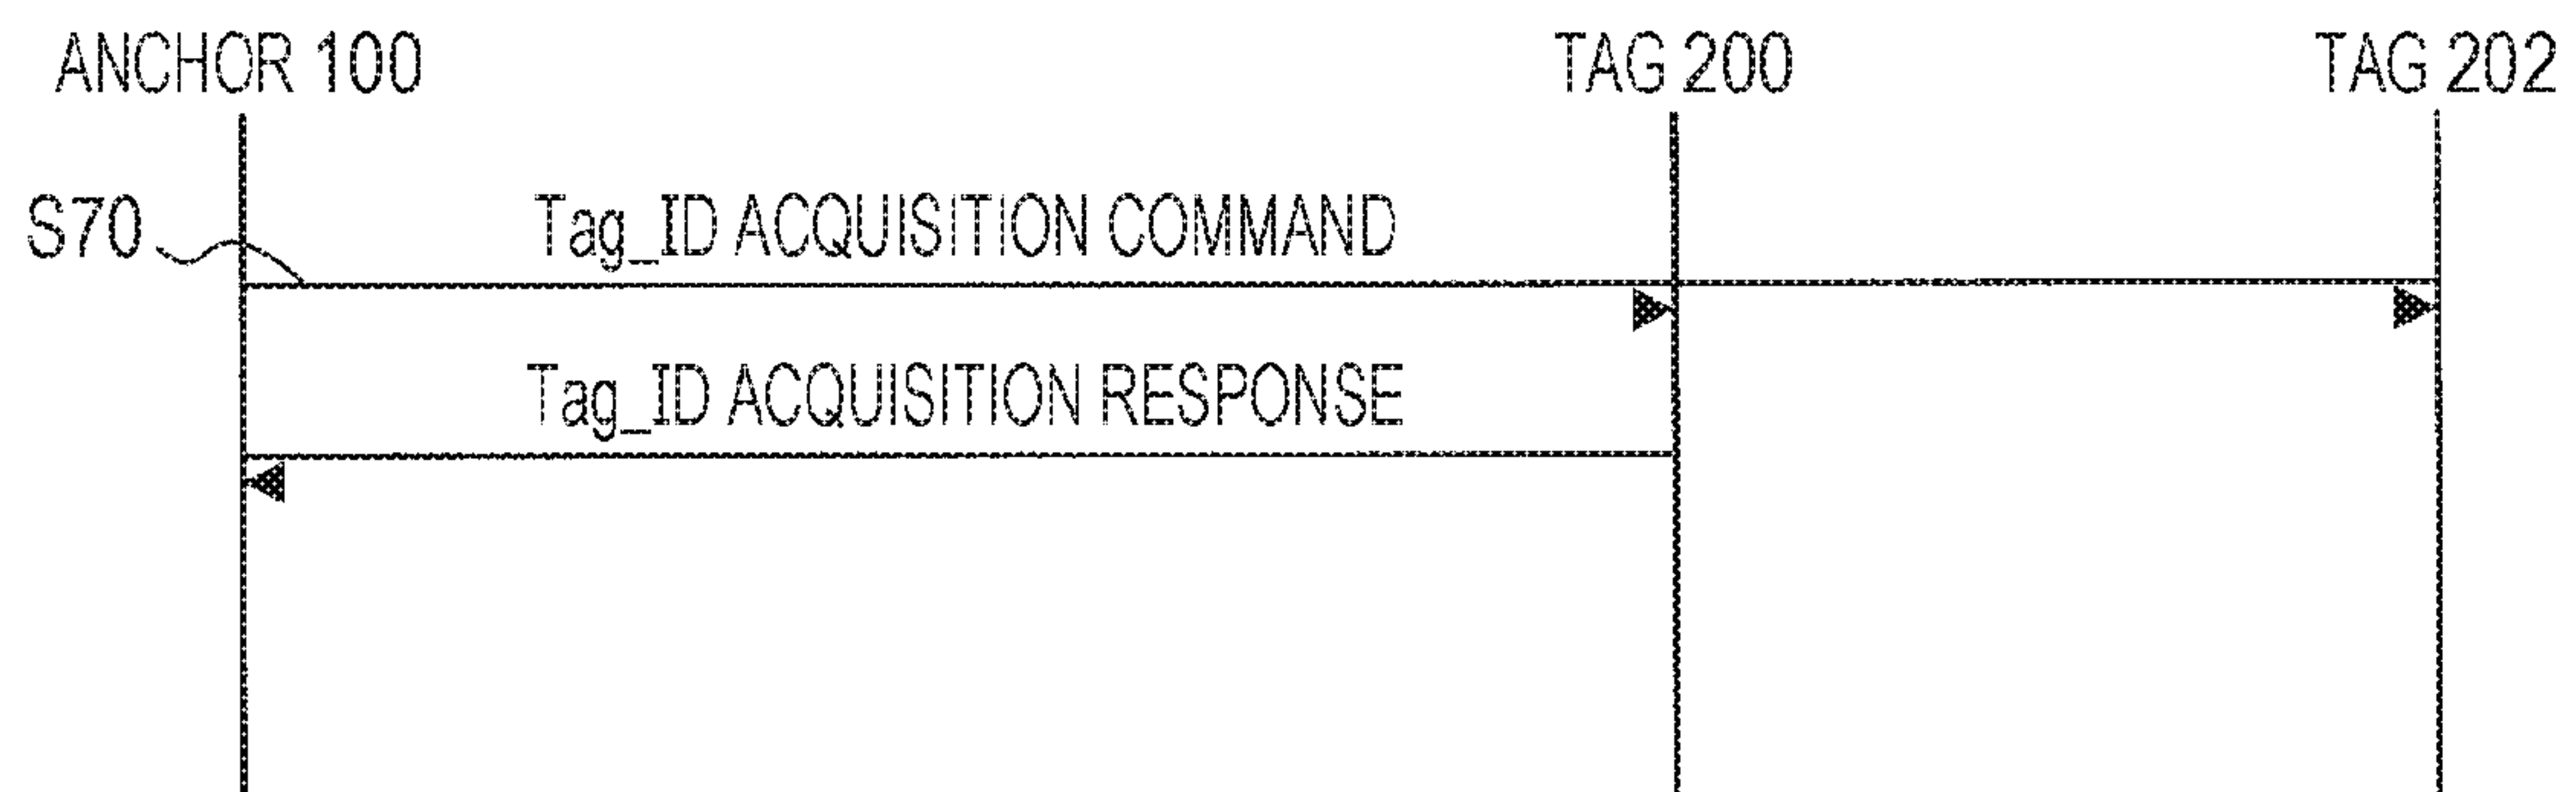 ANCHOR 100 TAG 200 TAG 202
S70 Tag_ID ACQUISITION COMMAND
Tag_ID ACQUISITION RESPONSE